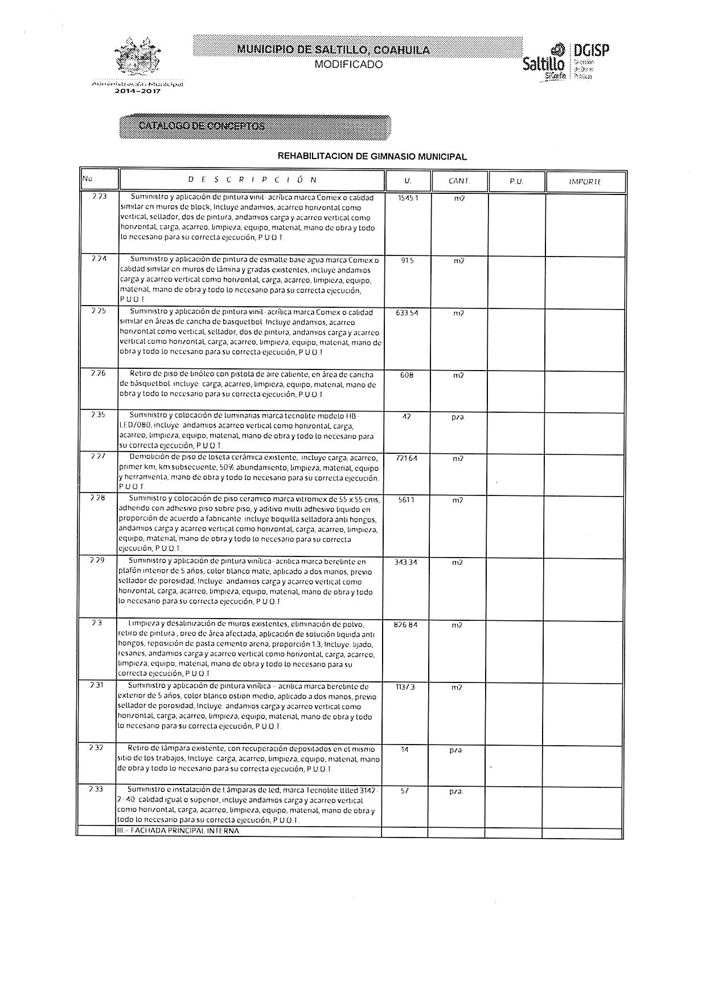 MUNICIPIO DE SALTILLO, COAHUILA
MODIFICADO
Administración Municipal
2014-2017
Saltillo
Sí Confío
DGISP
Dirección
de Obras
Públicas
CATALOGO DE CONCEPTOS
REHABILITACION DE GIMNASIO MUNICIPAL
No D E S C R I P C I Ó N U. CANT. P.U. IMPORTE
2.23 Suministro y aplicación de pintura vinil-acrílica marca Comex o calidad 1545.1 m2
similar en muros de block, Incluye andamios, acarreo horizontal como
vertical, sellador, dos de pintura, andamios carga y acarreo vertical como
horizontal, carga, acarreo, limpieza, equipo, material, mano de obra y todo
lo necesario para su correcta ejecución, P.U.O.T.
2.24 Suministro y aplicación de pintura de esmalte base agua marca Comex o 91.5 m2
calidad similar en muros de lámina y gradas existentes, incluye andamios
carga y acarreo vertical como horizontal, carga, acarreo, limpieza, equipo,
material, mano de obra y todo lo necesario para su correcta ejecución,
P.U.O.T.
2.25 Suministro y aplicación de pintura vinil-acrílica marca Comex o calidad 633.54 m2
similar en áreas de cancha de basquetbol. Incluye andamios, acarreo
horizontal como vertical, sellador, dos de pintura, andamios carga y acarreo
vertical como horizontal, carga, acarreo, limpieza, equipo, material, mano de
obra y todo lo necesario para su correcta ejecución, P.U.O.T.
2.26 Retiro de piso de linóleo con pistola de aire caliente, en área de cancha 608 m2
de básquetbol. incluye: carga, acarreo, limpieza, equipo, material, mano de
obra y todo lo necesario para su correcta ejecución, P.U.O.T.
2.35 Suministro y colocación de luminarias marca tecnolite modelo HB- 42 pza.
LED/080, incluye: andamios acarreo vertical como horizontal, carga,
acarreo, limpieza, equipo, material, mano de obra y todo lo necesario para
su correcta ejecución, P.U.O.T.
2.27 Demolición de piso de loseta cerámica existente, incluye carga, acarreo, 721.64 m2
primer km, km subsecuente, 50% abundamiento, limpieza, material, equipo
y herramienta, mano de obra y todo lo necesario para su correcta ejecución.
P.U.O.T.
2.28 Suministro y colocación de piso ceramico marca vitromex de 55 x 55 cms, 561.1 m2
adherido con adhesivo piso sobre piso, y aditivo multi adhesivo liquido en
proporción de acuerdo a fabricante. incluye boquilla selladora anti hongos,
andamios carga y acarreo vertical como horizontal, carga, acarreo, limpieza,
equipo, material, mano de obra y todo lo necesario para su correcta
ejecución, P.U.O.T.
2.29 Suministro y aplicación de pintura vinílica-acrilica marca berelinte en 343.34 m2
plafón interior de 5 años, color blanco mate, aplicado a dos manos, previo
sellador de porosidad, Incluye: andamios carga y acarreo vertical como
horizontal, carga, acarreo, limpieza, equipo, material, mano de obra y todo
lo necesario para su correcta ejecución, P.U.O.T
2.3 Limpieza y desalinización de muros existentes, eliminación de polvo, 826.84 m2
retiro de pintura , oreo de área afectada, aplicación de solución liquida anti
hongos, reposición de pasta cemento arena, proporción 1:3, Incluye: lijado,
resanes, andamios carga y acarreo vertical como horizontal, carga, acarreo,
limpieza, equipo, material, mano de obra y todo lo necesario para su
correcta ejecución, P.U.O.T.
2.31 Suministro y aplicación de pintura vinílica - acrilica marca berelinte de 1137.3 m2
exterior de 5 años, color blanco ostion medio, aplicado a dos manos, previo
sellador de porosidad, Incluye: andamios carga y acarreo vertical como
horizontal, carga, acarreo, limpieza, equipo, material, mano de obra y todo
lo necesario para su correcta ejecución, P.U.O.T.
2.32 Retiro de lámpara existente, con recuperación depositados en el mismo 14 pza.
sitio de los trabajos, Incluye: carga, acarreo, limpieza, equipo, material, mano
de obra y todo lo necesario para su correcta ejecución, P.U.O.T.
2.33 Suministro e instalación de Lámparas de led, marca Tecnolite ltlled 3142- 57 pza.
2-40 calidad igual o superior, incluye andamios carga y acarreo vertical
como horizontal, carga, acarreo, limpieza, equipo, material, mano de obra y
todo lo necesario para su correcta ejecución, P.U.O.T.
III.- FACHADA PRINCIPAL INTERNA.